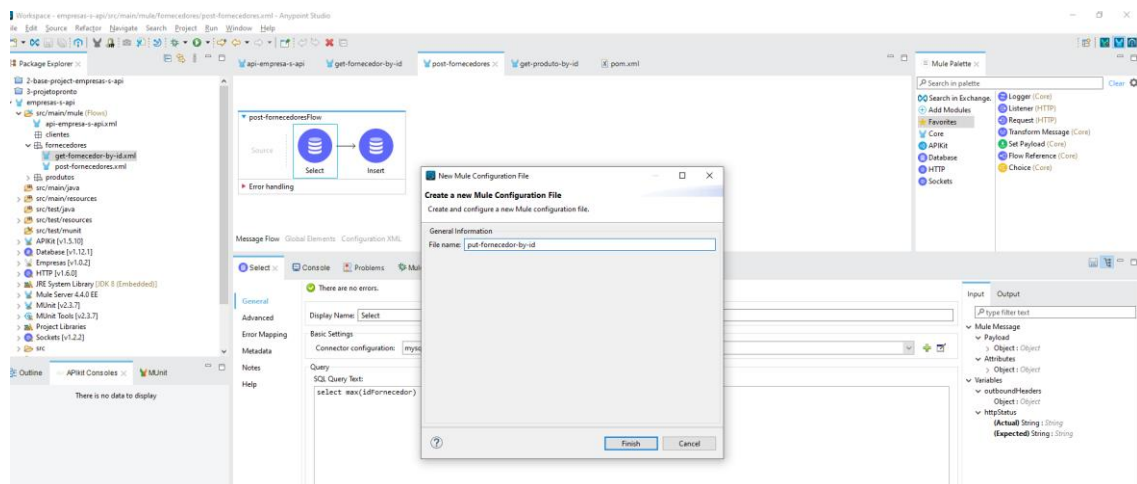 Workspace - empresas-s-api/src/main/mule/fornecedores/post-fornecedores.xml - Anypoint Studio
Edit Source Refactor Navigate Search Project Run Window Help
Package Explorer
2-base-project-empresas-s-api
3-projetopronto
empresas-s-api
src/main/mule (Flows)
api-empresa-s-api.xml
clientes
fornecedores
get-fornecedor-by-id.xml
post-fornecedores.xml
produtos
src/main/java
src/main/resources
src/test/java
src/test/resources
src/test/munit
APIKit [v1.5.10]
Database [v1.12.1]
Empresas [v1.0.2]
HTTP [v1.6.0]
JRE System Library [JDK 8 (Embedded)]
Mule Server 4.4.0 EE
MUnit [v2.3.7]
MUnit Tools [v2.3.7]
Project Libraries
Sockets [v1.2.2]
src
Outline
APIkit Consoles
MUnit
There is no data to display
api-empresa-s-api
get-fornecedor-by-id
post-fornecedores
get-produto-by-id
pom.xml
post-fornecedoresFlow
Source
Select
Insert
Error handling
Message Flow Global Elements Configuration XML
New Mule Configuration File
Create a new Mule Configuration File
Create and configure a new Mule configuration file.
General Information
File name: put-fornecedor-by-id
Finish
Cancel
Select
Console
Problems
There are no errors.
General
Advanced
Error Mapping
Metadata
Notes
Help
Display Name: Select
Basic Settings
Connector configuration:
Query
SQL Query Text:
select max(idFornecedor)
Mule Palette
Search in palette
Clear
Search in Exchange.
Add Modules
Favorites
Core
APIKit
Database
HTTP
Sockets
Logger (Core)
Listener (HTTP)
Request (HTTP)
Transform Message (Core)
Set Payload (Core)
Flow Reference (Core)
Choice (Core)
Input Output
type filter text
Mule Message
Payload
Object : Object
Attributes
Object : Object
Variables
outboundHeaders
Object : Object
httpStatus
(Actual) String : String
(Expected) String : String